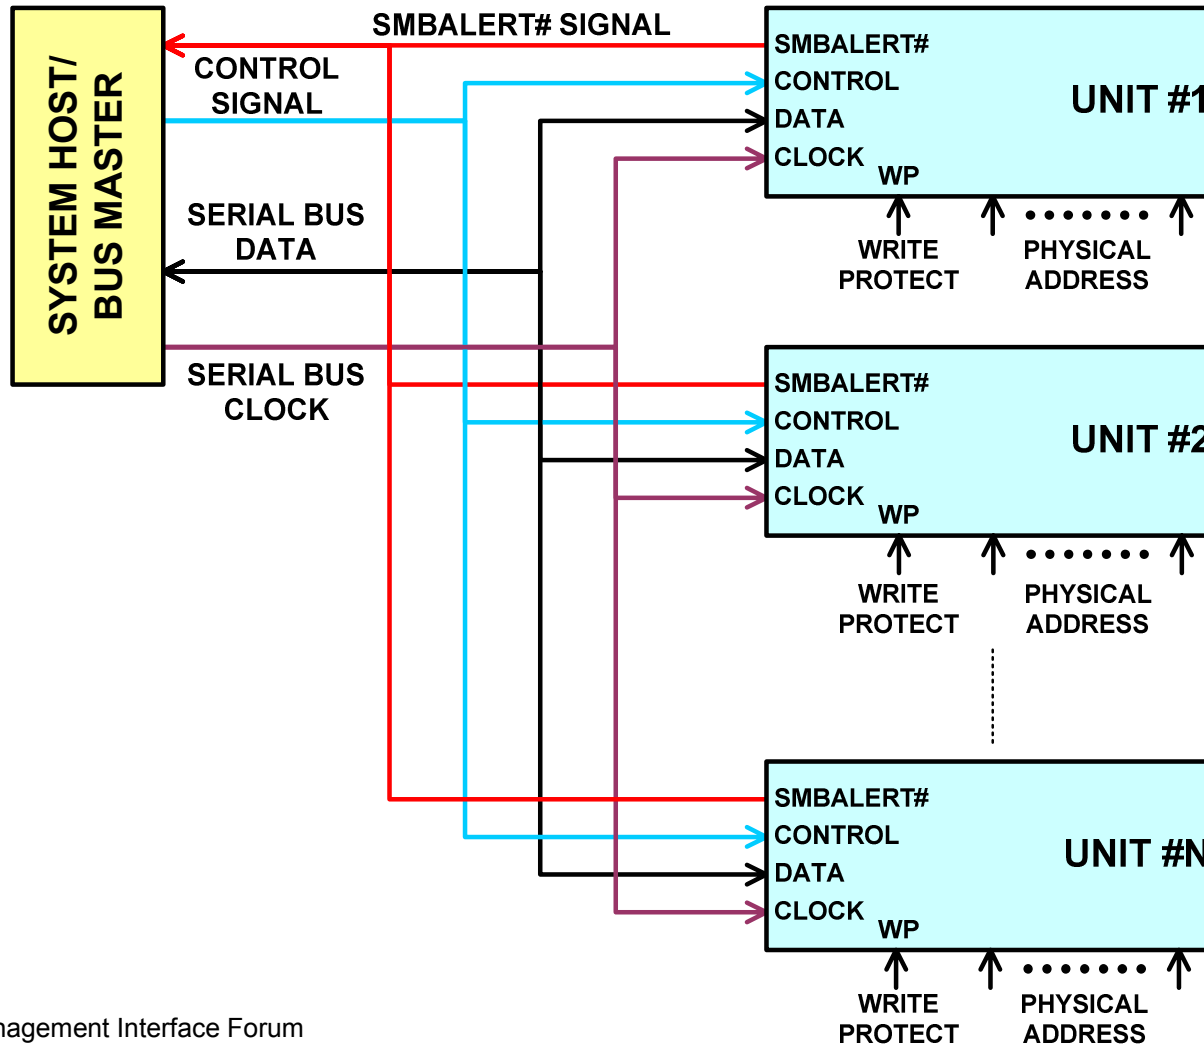 SYSTEM HOST/
BUS MASTER
SMBALERT# SIGNAL
CONTROL
SIGNAL
SERIAL BUS
DATA
SERIAL BUS
CLOCK
SMBALERT#
CONTROL
DATA
CLOCK
WP
UNIT #1
WRITE
PROTECT
PHYSICAL
ADDRESS
SMBALERT#
CONTROL
DATA
CLOCK
WP
UNIT #2
WRITE
PROTECT
PHYSICAL
ADDRESS
SMBALERT#
CONTROL
DATA
CLOCK
WP
UNIT #N
WRITE
PROTECT
PHYSICAL
ADDRESS
nagement Interface Forum